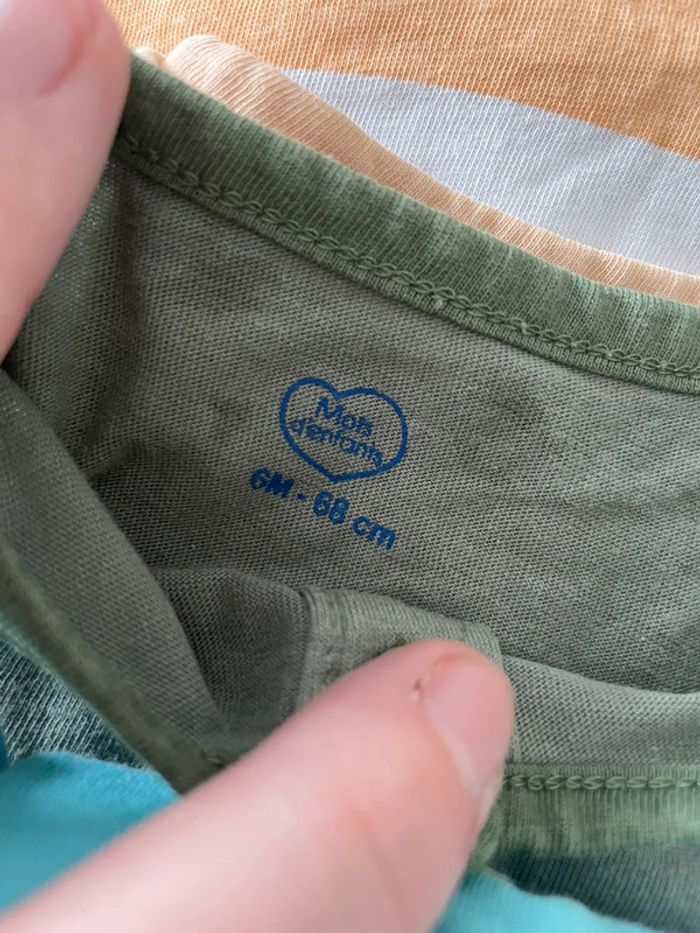 Mots
d'enfants
6M - 68 cm